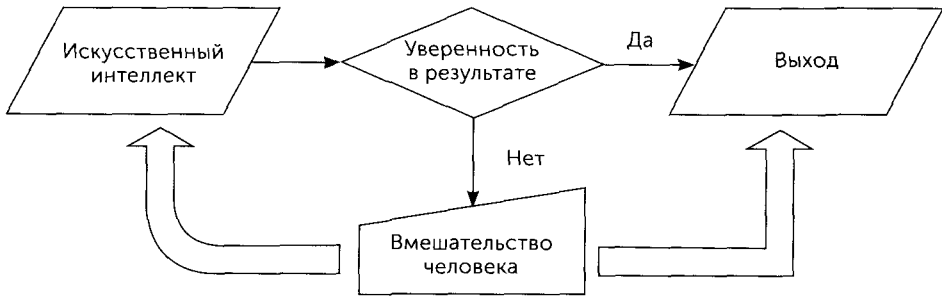 Искусственный
интеллект
Уверенность
в результате
Да
Выход
Нет
Вмешательство
человека